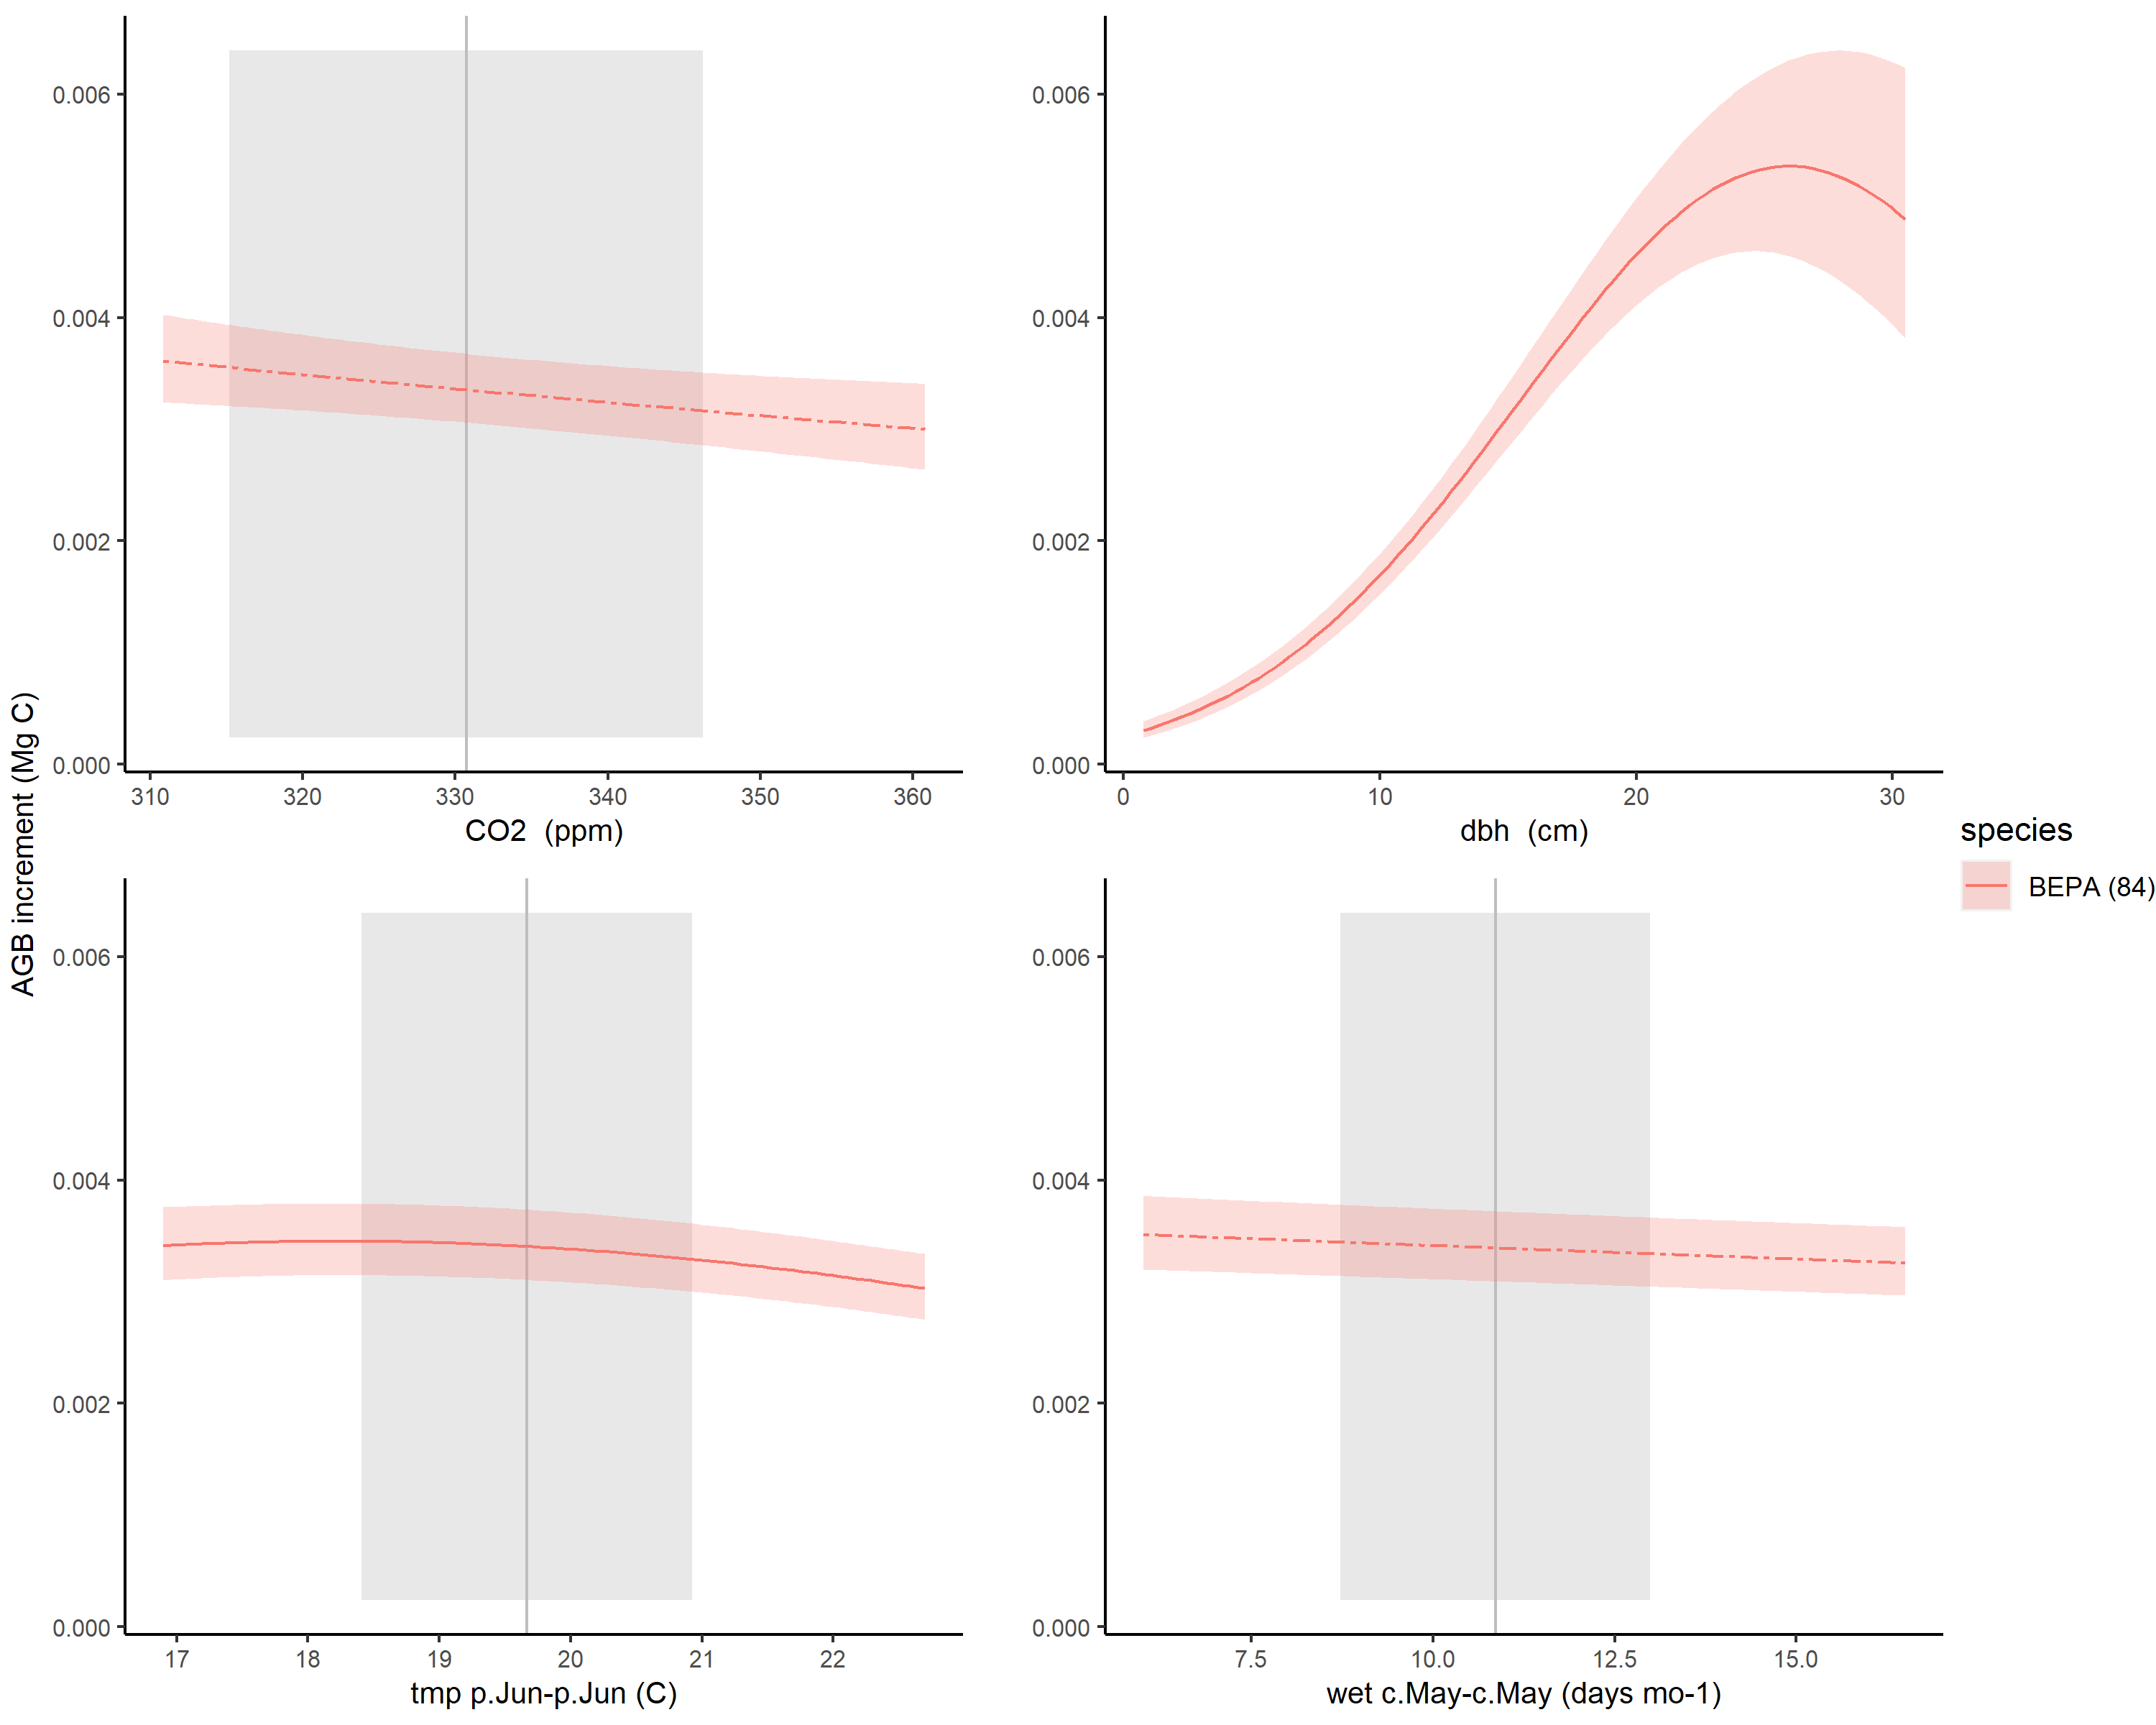 AGB increment (Mg C)
0.006
0.004
0.002
0.000
310 320 330 340 350 360
CO2 (ppm)
0.006
0.004
0.002
0.000
0 10 20 30
dbh (cm)
0.006
0.004
0.002
0.000
17 18 19 20 21 22
tmp p.Jun-p.Jun (C)
0.006
0.004
0.002
0.000
7.5 10.0 12.5 15.0
wet c.May-c.May (days mo-1)
species
BEPA (84)